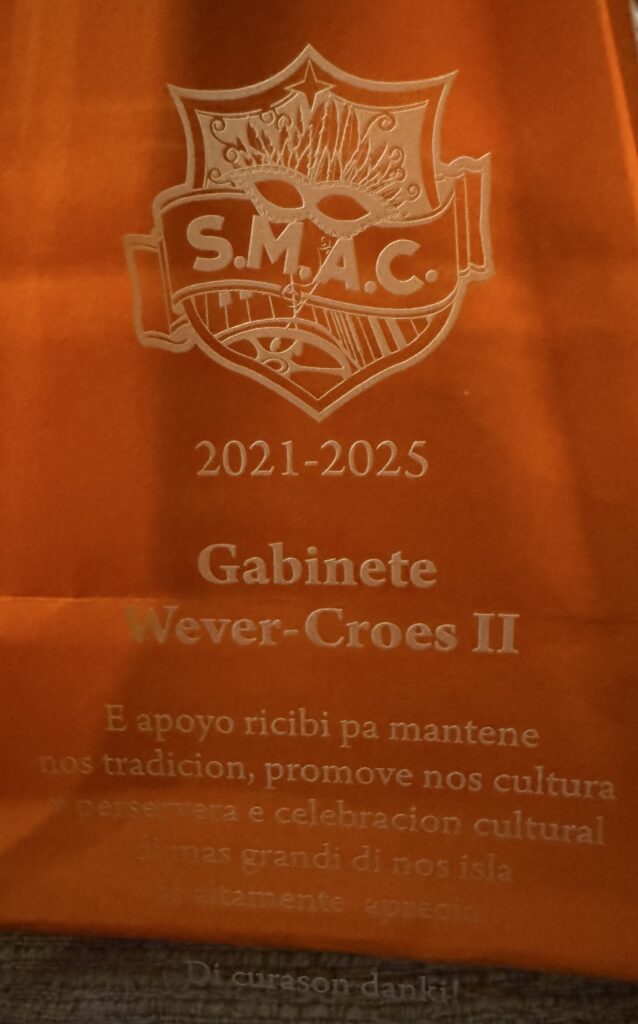 S.M.A.C.
2021-2025
Gabinete
Wever-Croes II
E apoyo ricibi pa mantene
nos tradicion, promove nos cultura
perservera e celebracion cultural
di mas grandi di nos isla
altamente aprecia
Di curason danki!